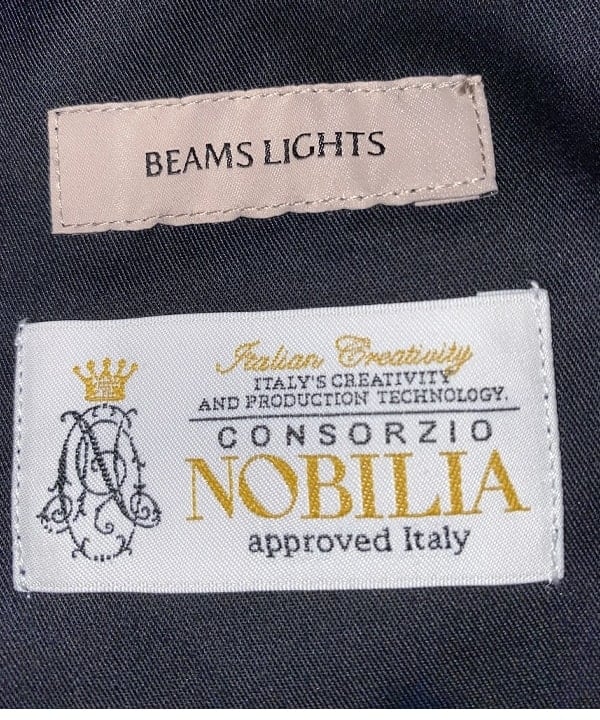 BEAMS LIGHTS
Italian Creativity
ITALY'S CREATIVITY
AND PRODUCTION TECHNOLOGY.
CONSORZIO
NOBILIA
approved Italy